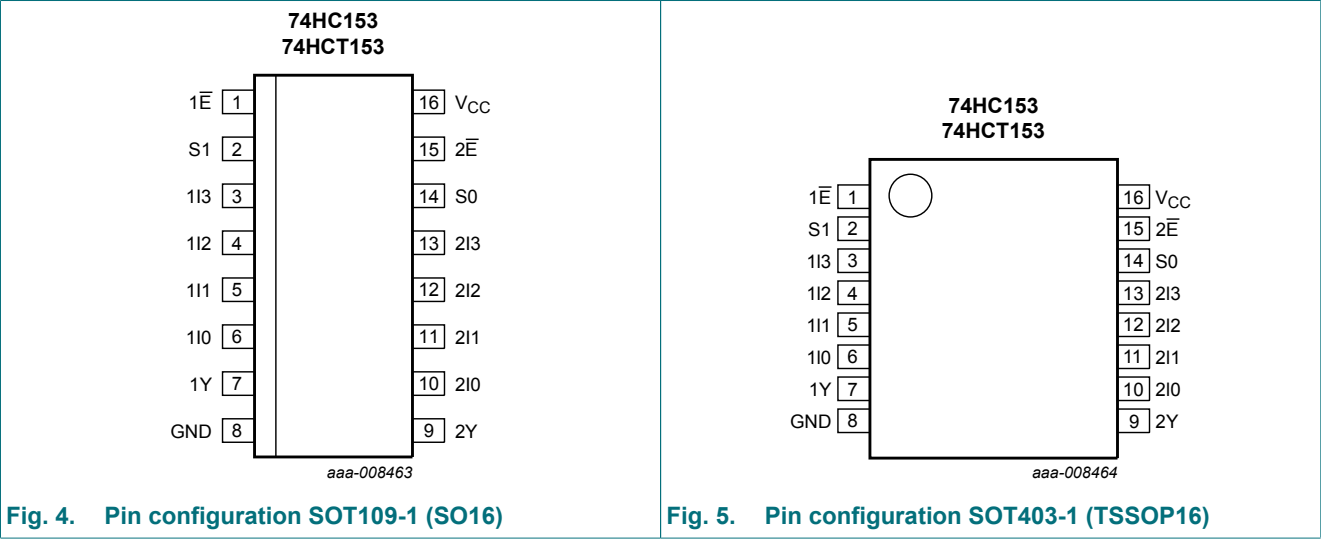 74HC153
74HCT153
1E̅ 1 16 VCC
S1 2 15 2E̅
1I3 3 14 S0
1I2 4 13 2I3
1I1 5 12 2I2
1I0 6 11 2I1
1Y 7 10 2I0
GND 8 9 2Y
aaa-008463
Fig. 4. Pin configuration SOT109-1 (SO16)
74HC153
74HCT153
1E̅ 1 16 VCC
S1 2 15 2E̅
1I3 3 14 S0
1I2 4 13 2I3
1I1 5 12 2I2
1I0 6 11 2I1
1Y 7 10 2I0
GND 8 9 2Y
aaa-008464
Fig. 5. Pin configuration SOT403-1 (TSSOP16)